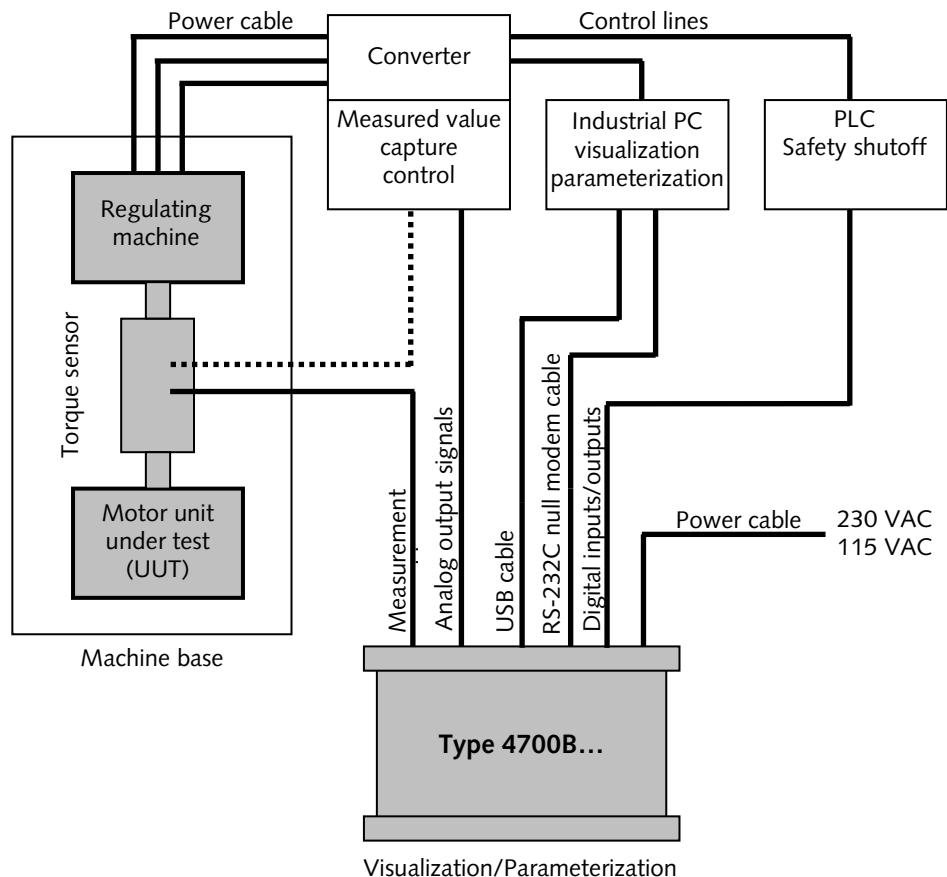 Power cable
Control lines
Converter
Measured value
capture
control
Industrial PC
visualization
parameterization
PLC
Safety shutoff
Regulating
machine
Torque sensor
Motor unit
under test
(UUT)
Machine base
Measurement
Analog output signals
USB cable
RS-232C null modem cable
Digital inputs/outputs
Power cable
230 VAC
115 VAC
Type 4700B...
Visualization/Parameterization